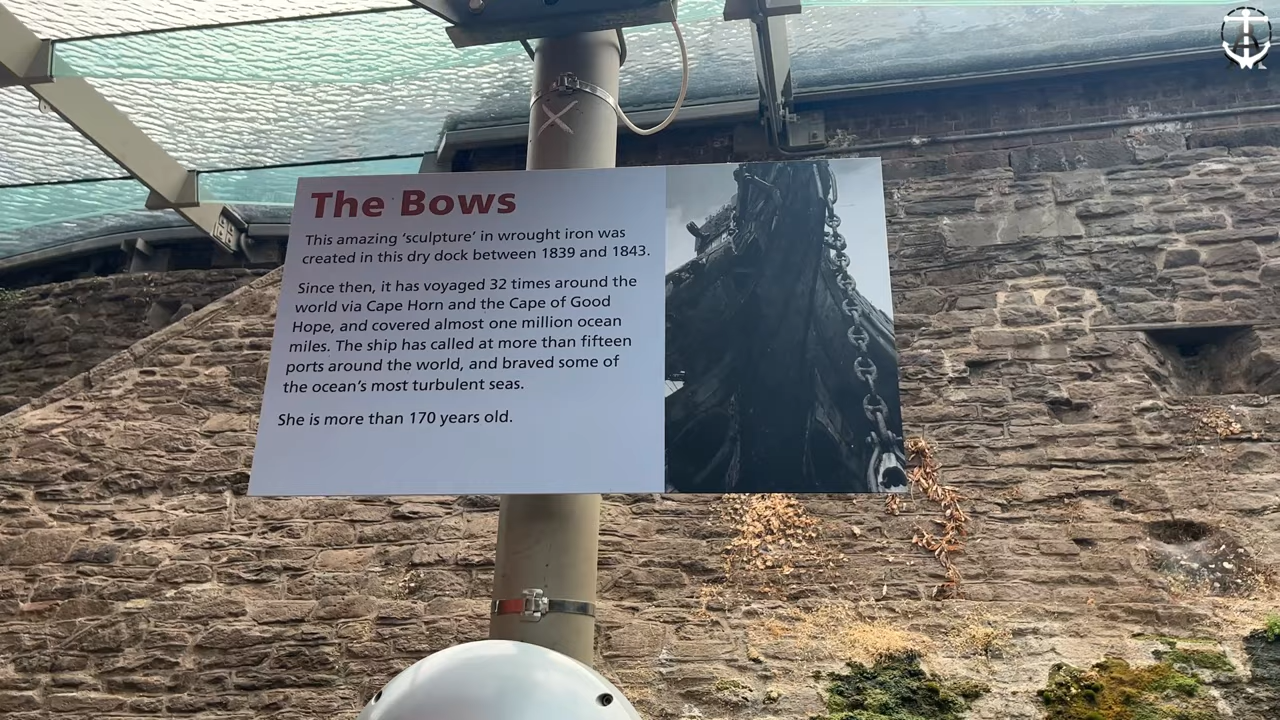 The Bows
This amazing ‘sculpture’ in wrought iron was
created in this dry dock between 1839 and 1843.
Since then, it has voyaged 32 times around the
world via Cape Horn and the Cape of Good
Hope, and covered almost one million ocean
miles. The ship has called at more than fifteen
ports around the world, and braved some of
the ocean’s most turbulent seas.
She is more than 170 years old.